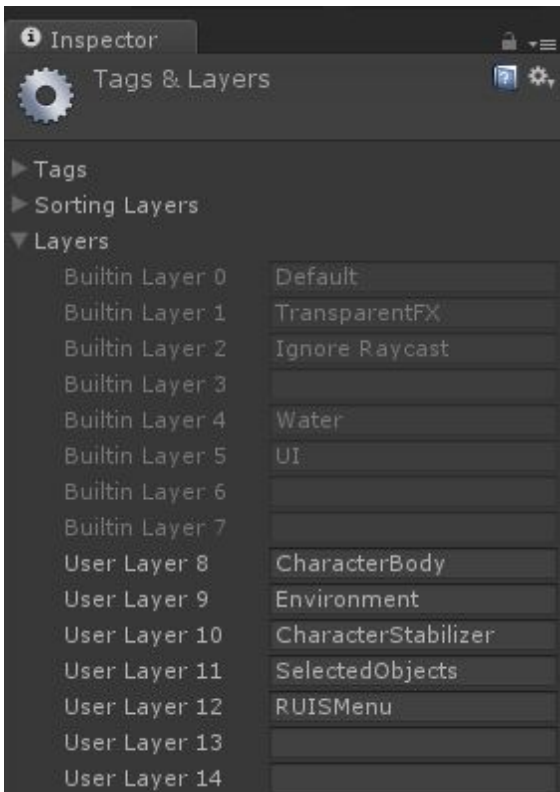 Inspector
Tags & Layers
Tags
Sorting Layers
Layers
Builtin Layer 0 Default
Builtin Layer 1 TransparentFX
Builtin Layer 2 Ignore Raycast
Builtin Layer 3
Builtin Layer 4 Water
Builtin Layer 5 UI
Builtin Layer 6
Builtin Layer 7
User Layer 8 CharacterBody
User Layer 9 Environment
User Layer 10 CharacterStabilizer
User Layer 11 SelectedObjects
User Layer 12 RUISMenu
User Layer 13
User Layer 14